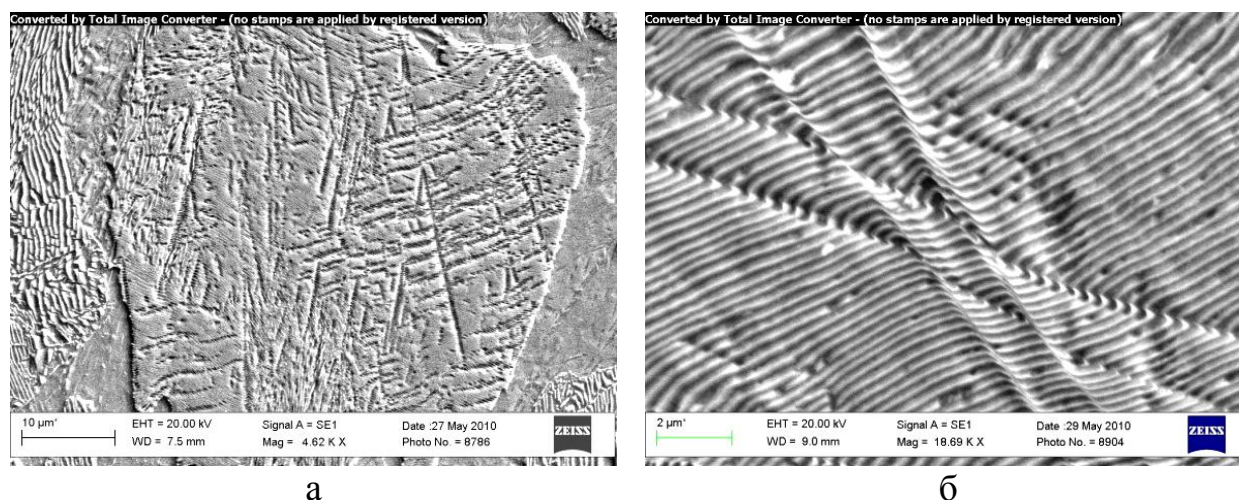 Converted by Total Image Converter - (no stamps are applied by registered version)
10 µm*
EHT = 20.00 kV Signal A = SE1 Date :27 May 2010
WD = 7.5 mm Mag = 4.62 K X Photo No. = 8786
ZEISS
а
Converted by Total Image Converter - (no stamps are applied by registered version)
2 µm*
EHT = 20.00 kV Signal A = SE1 Date :29 May 2010
WD = 9.0 mm Mag = 18.69 K X Photo No. = 8904
ZEISS
б